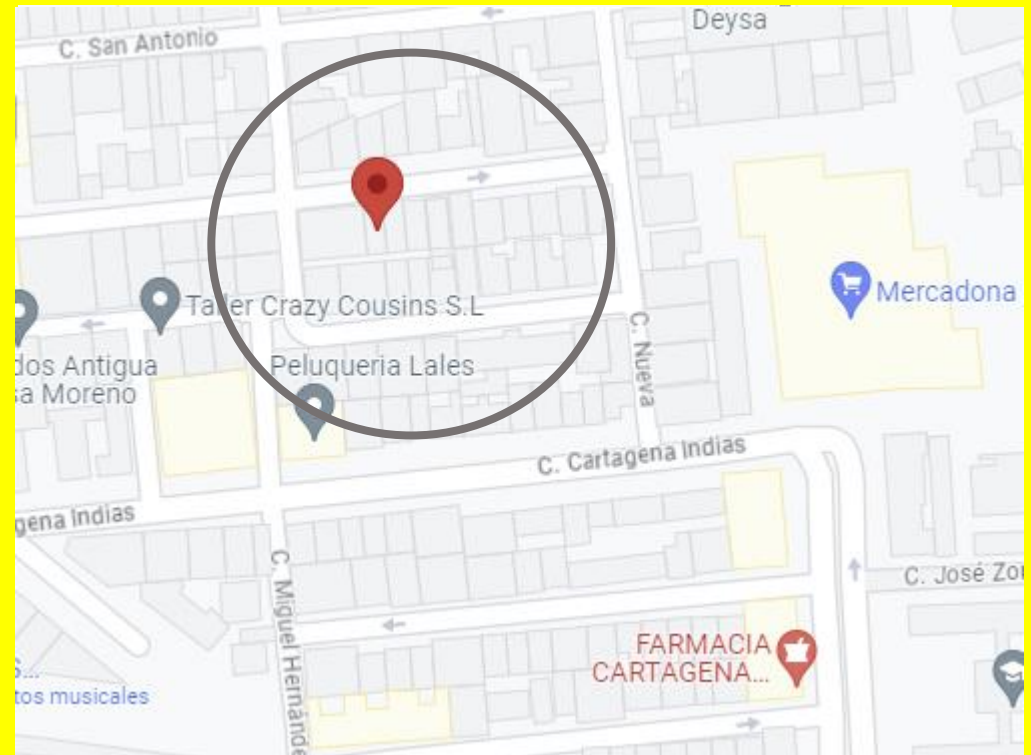 Deysa
C. San Antonio
Mercadona
Taller Crazy Cousins S.L
dos Antigua
sa Moreno
Peluqueria Lales
C. Nueva
C. Cartagena Indias
gena Indias
C. José Zor
C. Miguel Hernánde
FARMACIA
CARTAGENA...
S...
tos musicales